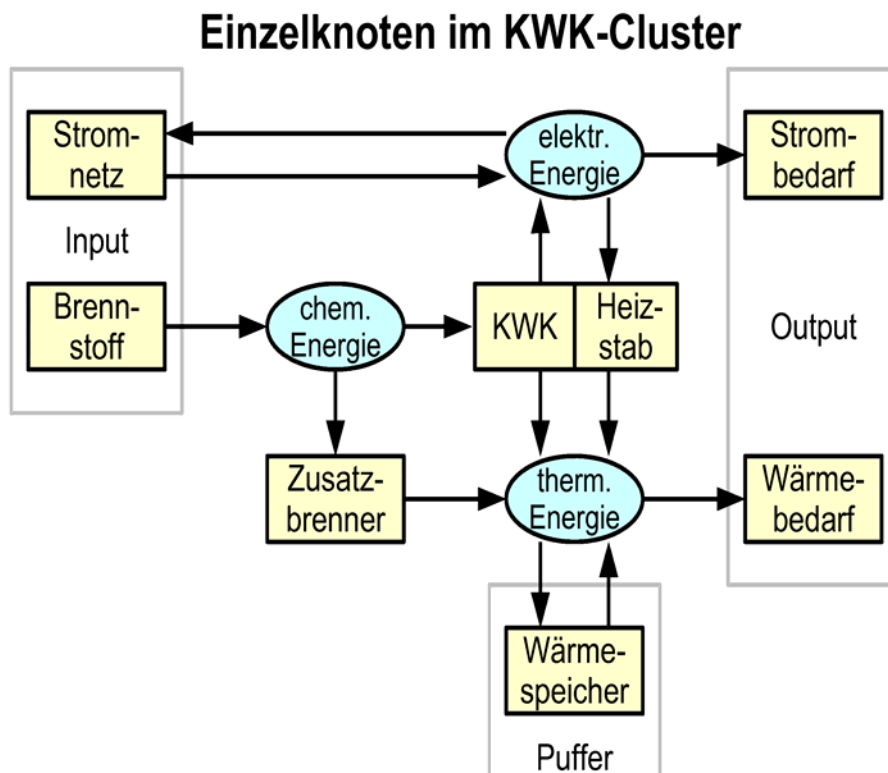 Einzelknoten im KWK-Cluster
Strom-
netz
elektr.
Energie
Strom-
bedarf
Input
Brenn-
stoff
chem.
Energie
KWK
Heiz-
stab
Output
Zusatz-
brenner
therm.
Energie
Wärme-
bedarf
Wärme-
speicher
Puffer